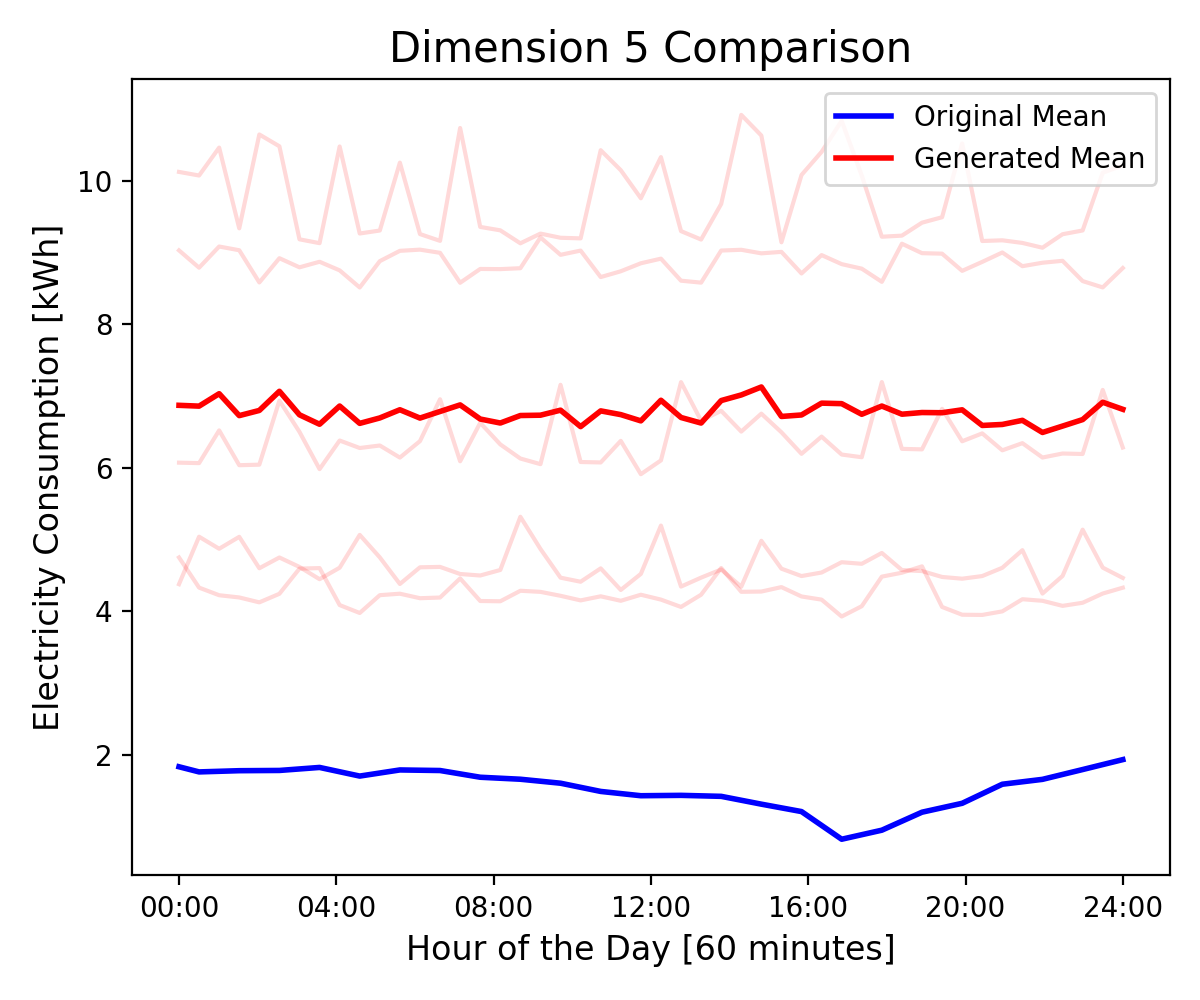 Dimension 5 Comparison
Original Mean
Generated Mean
Electricity Consumption [kWh]
10
8
6
4
2
00:00 04:00 08:00 12:00 16:00 20:00 24:00
Hour of the Day [60 minutes]